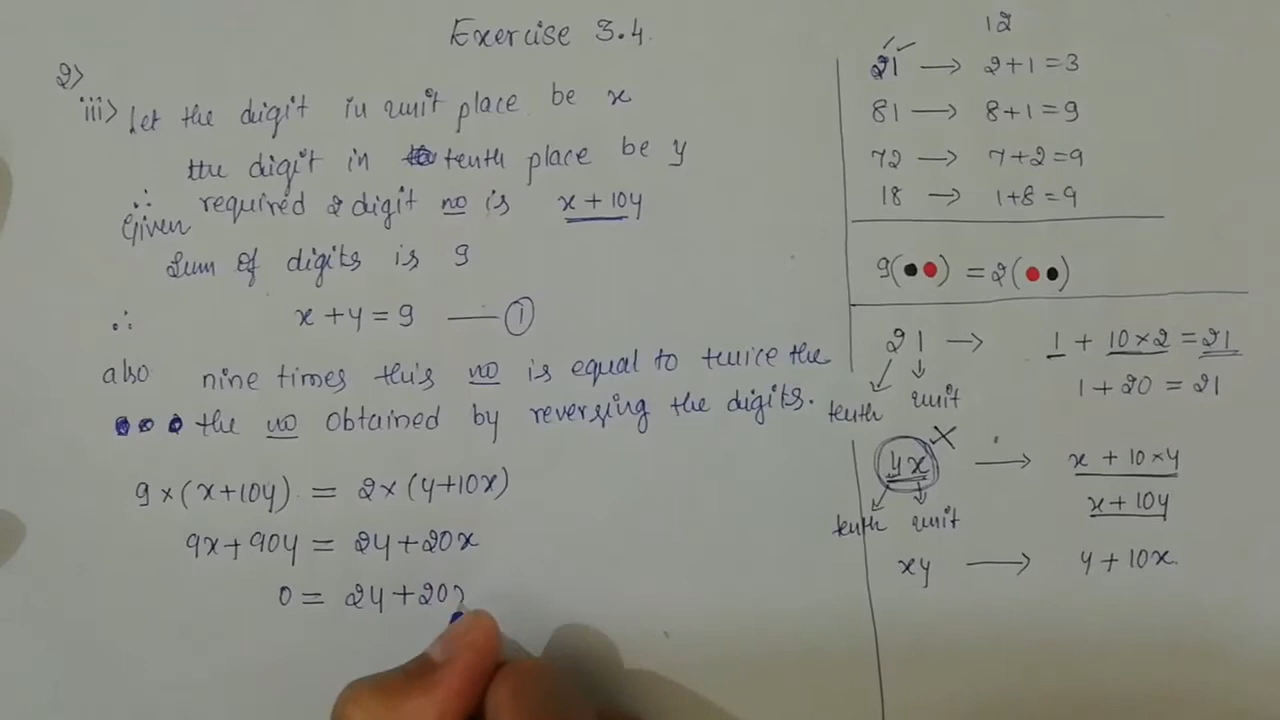 Exercise 3.4.
2>
iii> Let the digit in unit place be x
the digit in tenth place be y
∴ required 2 digit no is x + 10y
Given
Sum of digits is 9
∴ x + y = 9 —— ①
also nine times this no is equal to twice the
the no obtained by reversing the digits.
9 × (x+10y) = 2 × (y+10x)
9x + 90y = 2y + 20x
0 = 2y + 20
12
21 → 2+1 = 3
81 → 8+1 = 9
72 → 7+2 = 9
18 → 1+8 = 9
9(●●) = 2(●●)
21 → 1 + 10×2 = 21
1 + 20 = 21
tenth unit
yx × → x + 10×y
x + 10y
tenth unit
xy → y + 10x.